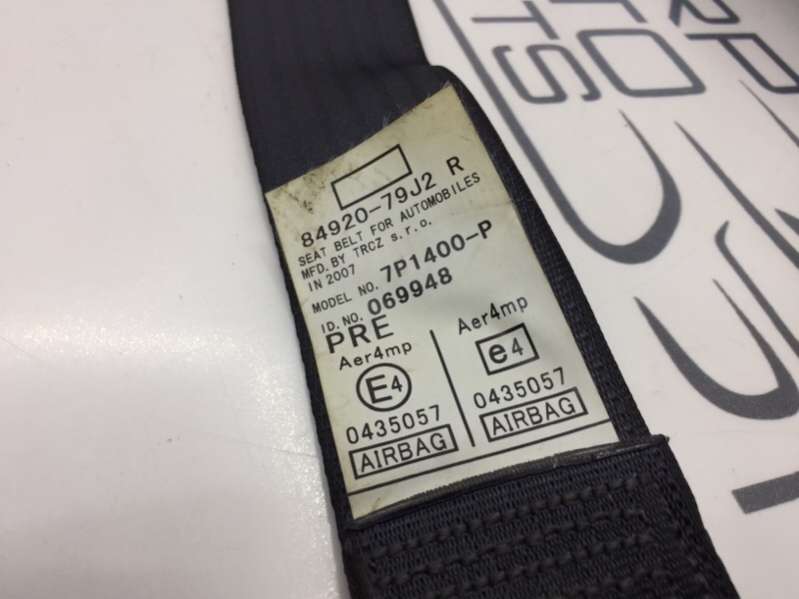 84920-79J2 R
SEAT BELT FOR AUTOMOBILES
MFD. BY TRCZ s.r.o.
IN 2007
MODEL NO. 7P1400-P
ID. NO. 069948
PRE
Aer4mp
E4
0435057
AIRBAG
Aer4mp
e4
0435057
AIRBAG